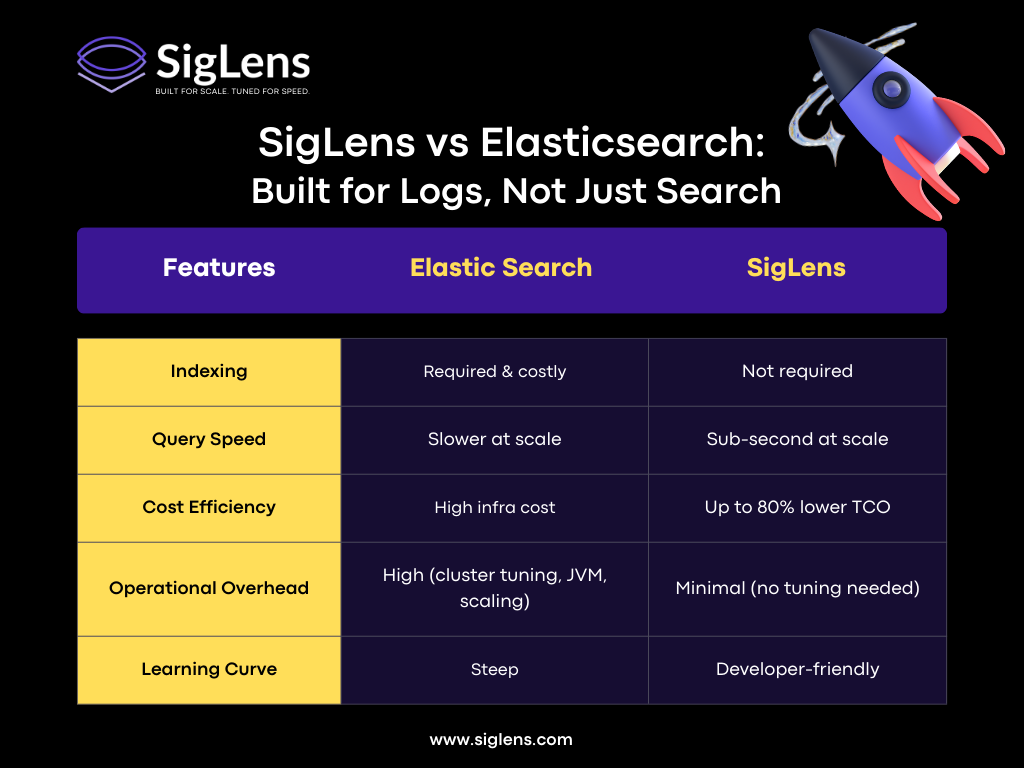 SigLens
BUILT FOR SCALE. TUNED FOR SPEED.
SigLens vs Elasticsearch:
Built for Logs, Not Just Search
Features Elastic Search SigLens
Indexing Required & costly Not required
Query Speed Slower at scale Sub-second at scale
Cost Efficiency High infra cost Up to 80% lower TCO
Operational Overhead High (cluster tuning, JVM, Minimal (no tuning needed)
scaling)
Learning Curve Steep Developer-friendly
www.siglens.com